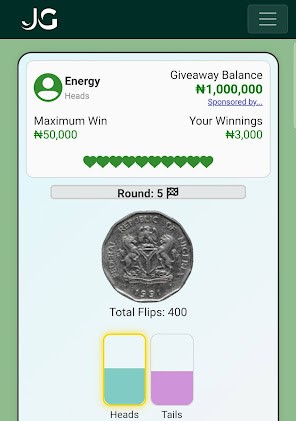 JG
Energy
Heads
Giveaway Balance
₦1,000,000
Sponsored by...
Maximum Win
₦50,000
Your Winnings
₦3,000
Round: 5
FEDERAL REPUBLIC OF NIGERIA
1991
Total Flips: 400
Heads
Tails